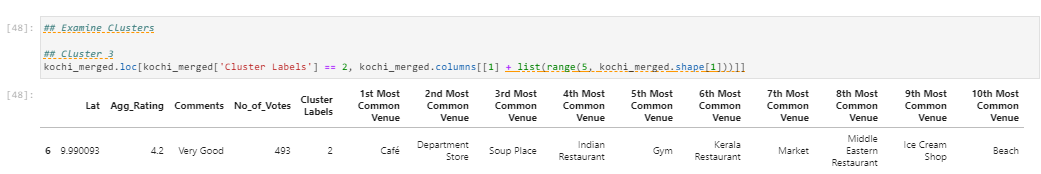 [48]: ## Examine Clusters
## Cluster 3
kochi_merged.loc[kochi_merged['Cluster Labels'] == 2, kochi_merged.columns[[1] + list(range(5, kochi_merged.shape[1]))]]
[48]:
Lat Agg_Rating Comments No_of_Votes Cluster Labels 1st Most Common Venue 2nd Most Common Venue 3rd Most Common Venue 4th Most Common Venue 5th Most Common Venue 6th Most Common Venue 7th Most Common Venue 8th Most Common Venue 9th Most Common Venue 10th Most Common Venue
6 9.990093 4.2 Very Good 493 2 Café Department Store Soup Place Indian Restaurant Gym Kerala Restaurant Market Middle Eastern Restaurant Ice Cream Shop Beach